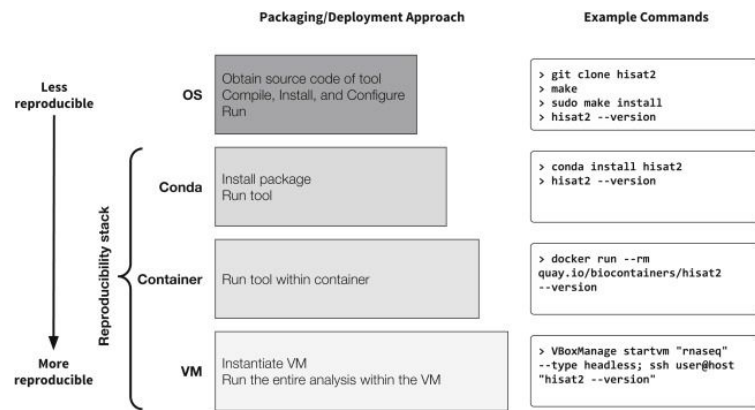 Packaging/Deployment Approach
Example Commands
Less
reproducible
More
reproducible
Reproducibility stack
OS
Obtain source code of tool
Compile, Install, and Configure
Run
> git clone hisat2
> make
> sudo make install
> hisat2 --version
Conda
Install package
Run tool
> conda install hisat2
> hisat2 --version
Container
Run tool within container
> docker run --rm
quay.io/biocontainers/hisat2
--version
VM
Instantiate VM
Run the entire analysis within the VM
> VBoxManage startvm "rnaseq"
--type headless; ssh user@host
"hisat2 --version"